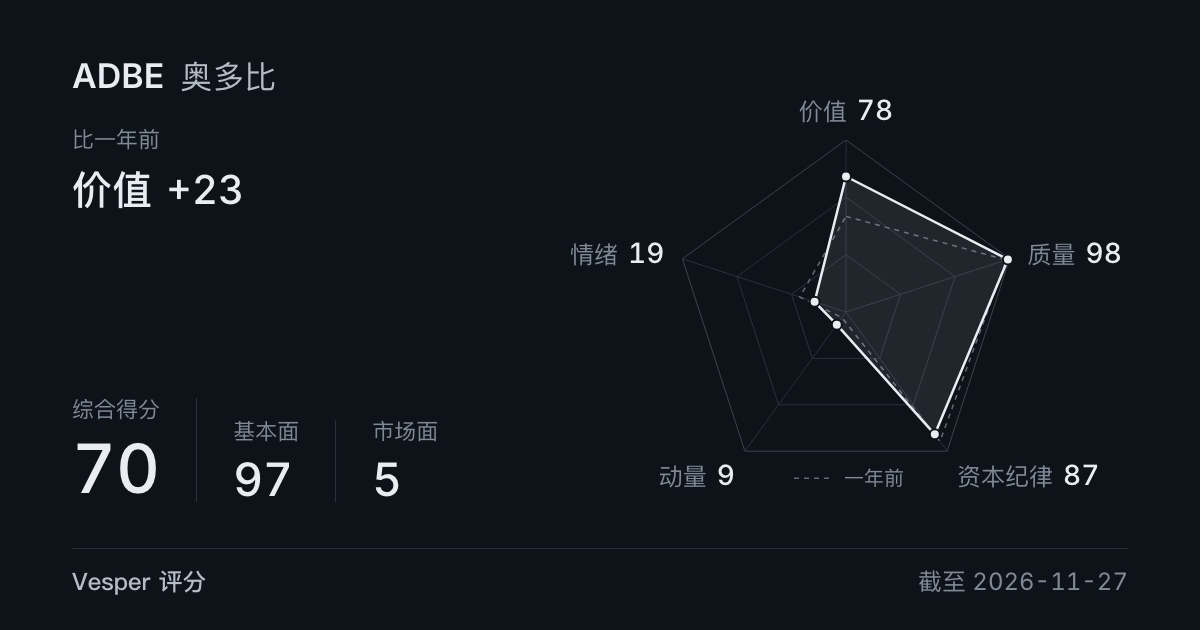 ADBE 奥多比
比一年前
价值 +23
综合得分
70
基本面
97
市场面
5
价值 78
情绪 19
质量 98
动量 9
一年前
资本纪律 87
Vesper 评分
截至 2026-11-27